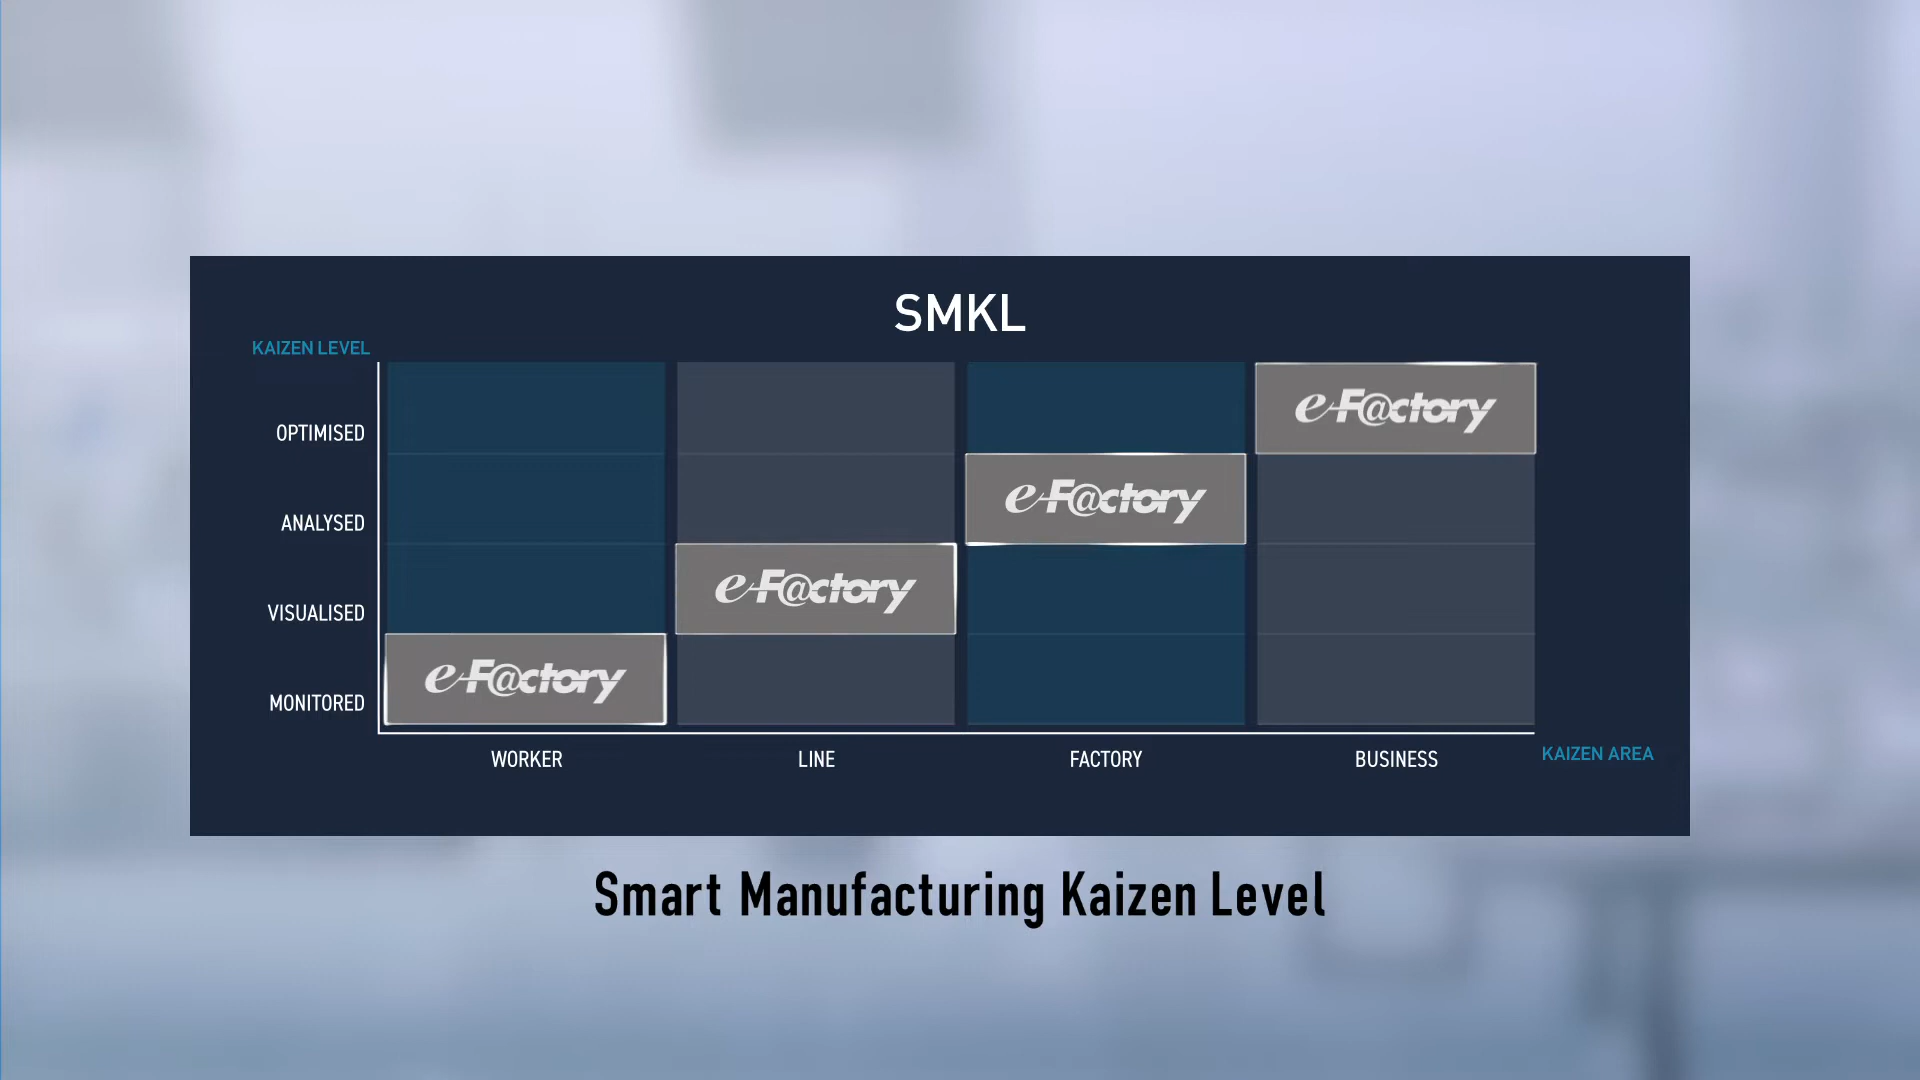 SMKL
KAIZEN LEVEL
OPTIMISED
e-F@ctory
ANALYSED
e-F@ctory
VISUALISED
e-F@ctory
MONITORED
e-F@ctory
WORKER
LINE
FACTORY
BUSINESS
KAIZEN AREA
Smart Manufacturing Kaizen Level